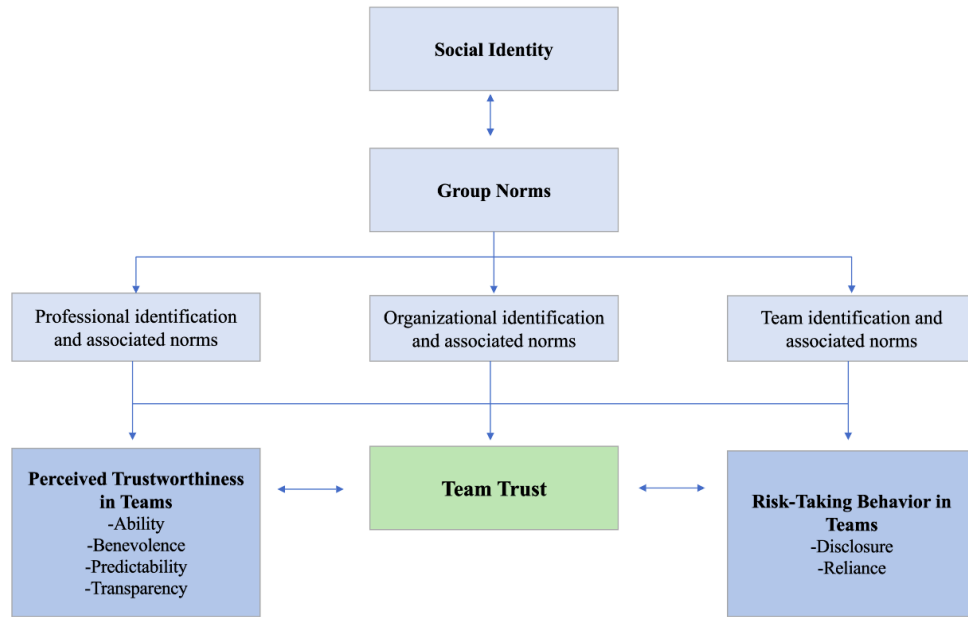 Social Identity
Group Norms
Professional identification
and associated norms
Organizational identification
and associated norms
Team identification and
associated norms
Perceived Trustworthiness
in Teams
-Ability
-Benevolence
-Predictability
-Transparency
Team Trust
Risk-Taking Behavior in
Teams
-Disclosure
-Reliance